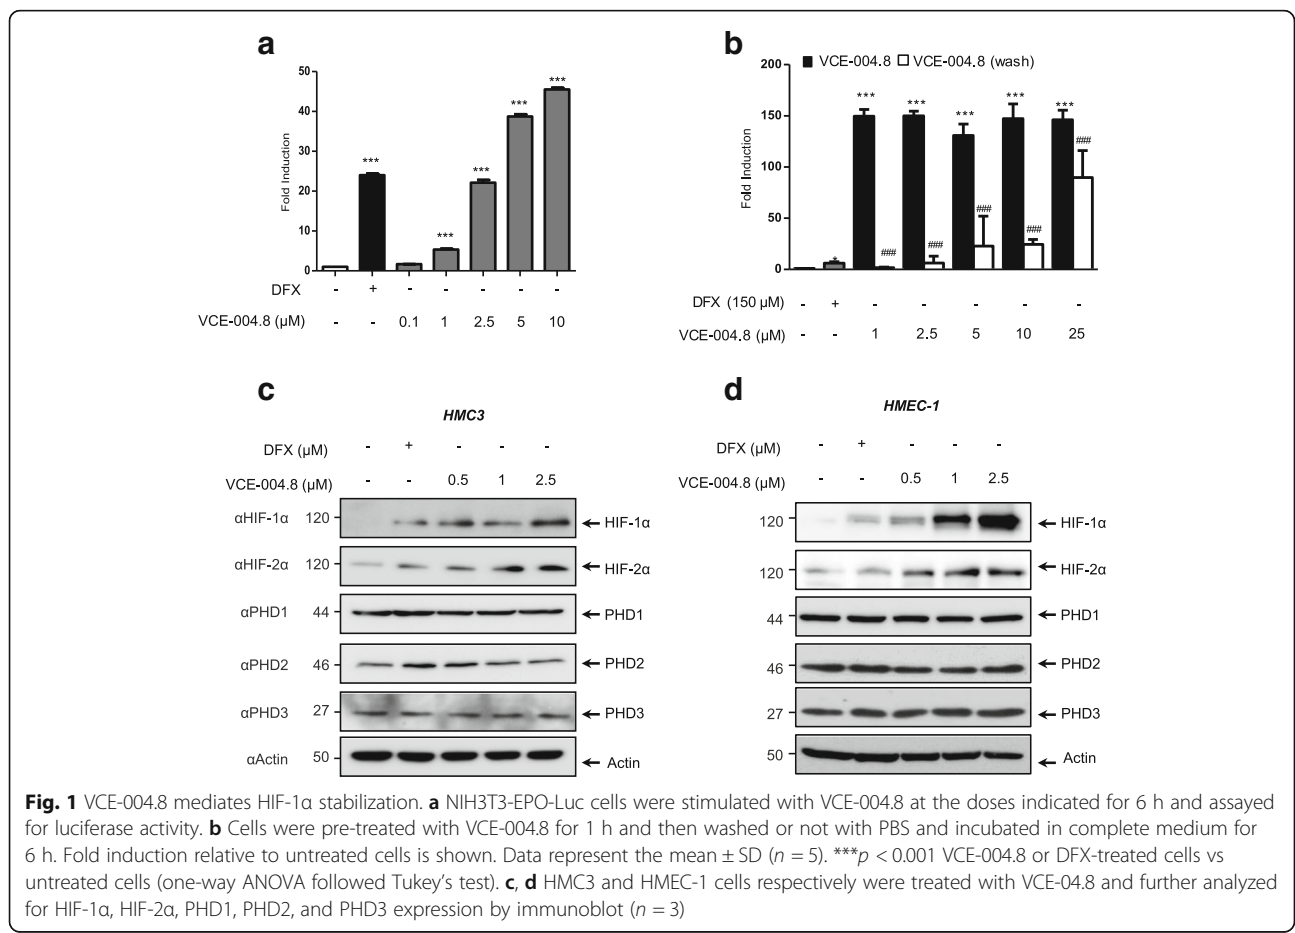 a
50
40
30
20
10
0
Fold Induction
*** *** *** *** ***
DFX - + - - - - -
VCE-004.8 (µM) - - 0.1 1 2.5 5 10
b
VCE-004.8 VCE-004.8 (wash)
200
150
100
50
0
Fold Induction
*** *** *** *** ***
* ### ### ### ### ###
DFX (150 µM) - + - - - - -
VCE-004.8 (µM) - - 1 2.5 5 10 25
c
HMC3
DFX (µM) - + - - -
VCE-004.8 (µM) - - 0.5 1 2.5
αHIF-1α 120 HIF-1α
αHIF-2α 120 HIF-2α
αPHD1 44 PHD1
αPHD2 46 PHD2
αPHD3 27 PHD3
αActin 50 Actin
d
HMEC-1
DFX (µM) - + - - -
VCE-004.8 (µM) - - 0.5 1 2.5
120 HIF-1α
120 HIF-2α
44 PHD1
46 PHD2
27 PHD3
50 Actin
Fig. 1 VCE-004.8 mediates HIF-1α stabilization. a NIH3T3-EPO-Luc cells were stimulated with VCE-004.8 at the doses indicated for 6 h and assayed
for luciferase activity. b Cells were pre-treated with VCE-004.8 for 1 h and then washed or not with PBS and incubated in complete medium for
6 h. Fold induction relative to untreated cells is shown. Data represent the mean ± SD (n = 5). ***p < 0.001 VCE-004.8 or DFX-treated cells vs
untreated cells (one-way ANOVA followed Tukey's test). c, d HMC3 and HMEC-1 cells respectively were treated with VCE-04.8 and further analyzed
for HIF-1α, HIF-2α, PHD1, PHD2, and PHD3 expression by immunoblot (n = 3)